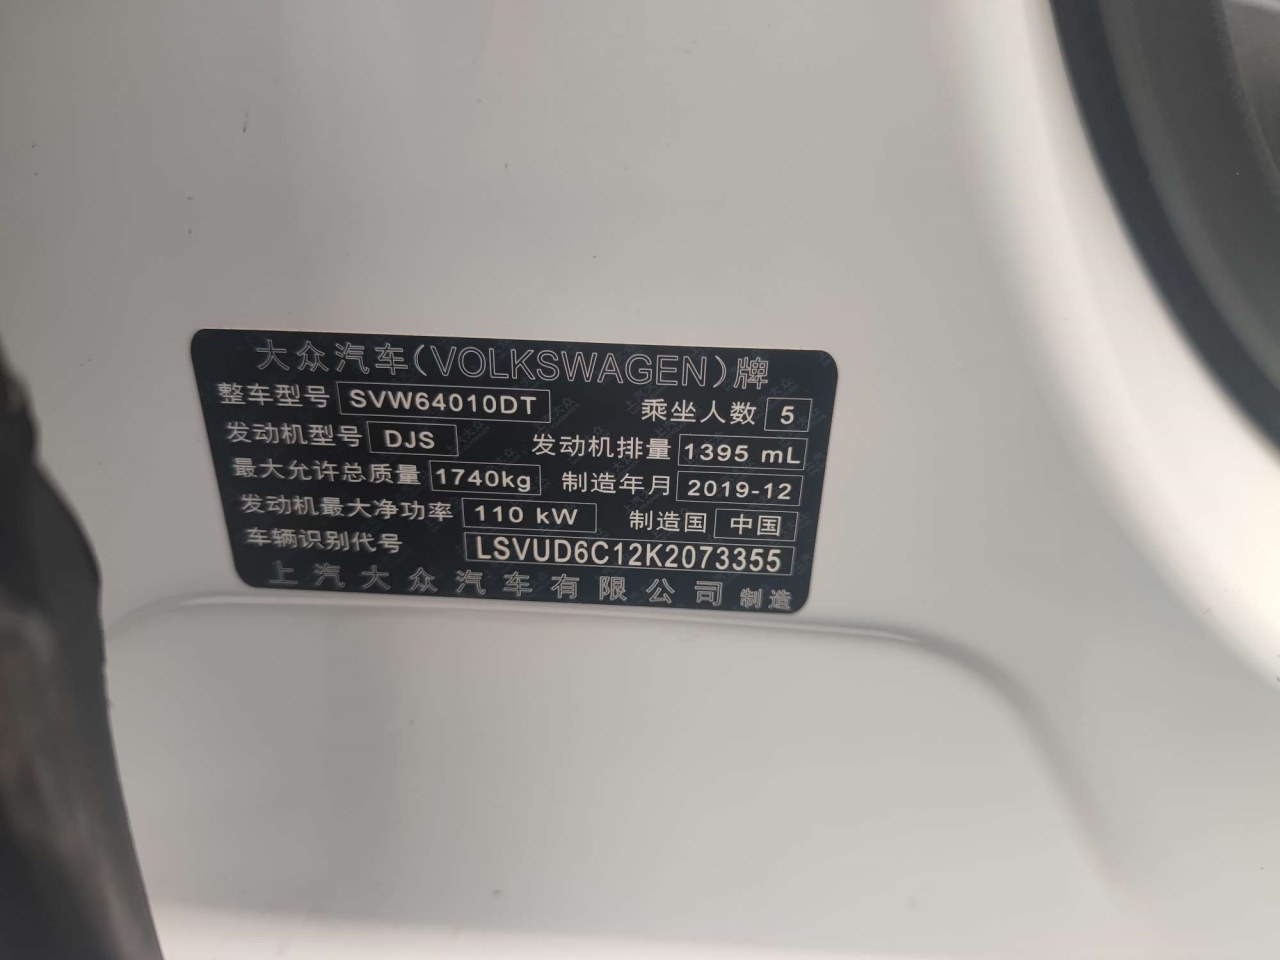 大众汽车(VOLKSWAGEN)牌
整车型号 SVW64010DT 乘坐人数 5
发动机型号 DJS 发动机排量 1395 mL
最大允许总质量 1740kg 制造年月 2019-12
发动机最大净功率 110 kW 制造国 中国
车辆识别代号 LSVUD6C12K2073355
上汽大众汽车有限公司 制造